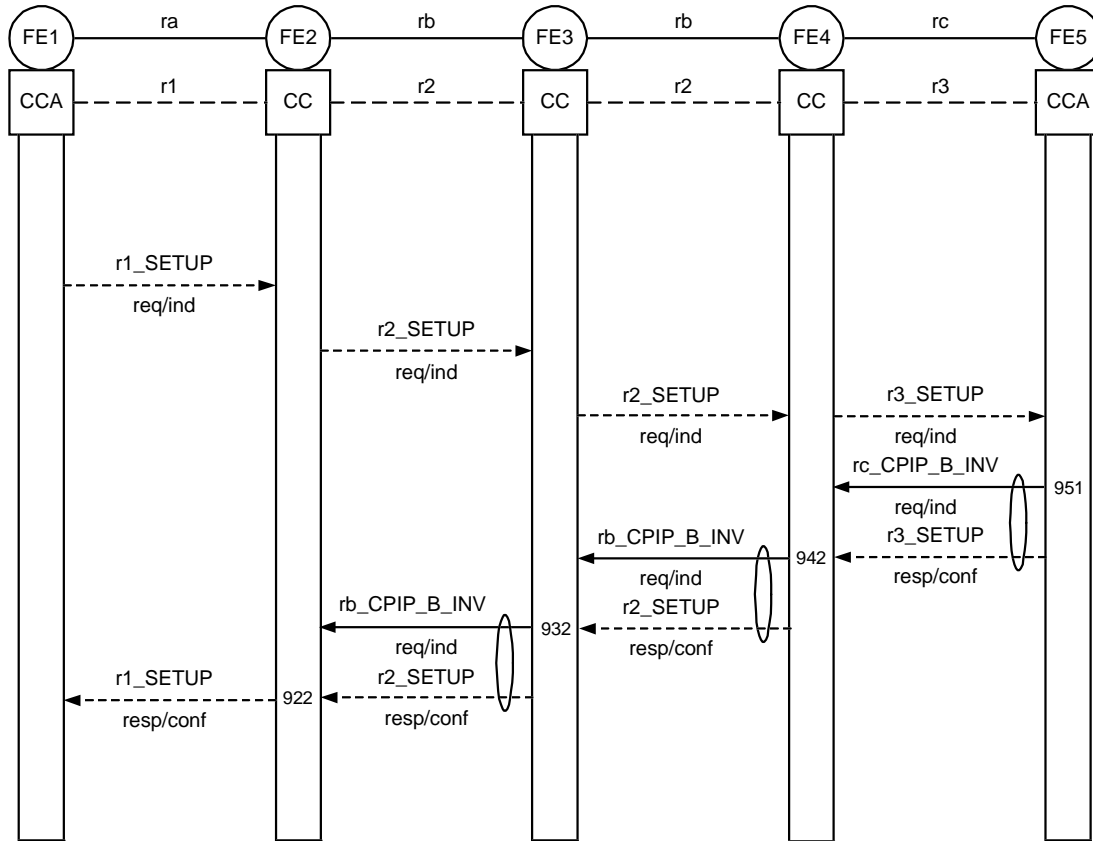 ra rb rb rc
FE1 FE2 FE3 FE4 FE5
r1 r2 r2 r3
CCA CC CC CC CCA
r1_SETUP
req/ind
r2_SETUP
req/ind
r2_SETUP r3_SETUP
req/ind req/ind
rc_CPIP_B_INV
951
req/ind
r3_SETUP
rb_CPIP_B_INV
942
resp/conf
req/ind
r2_SETUP
rb_CPIP_B_INV
932
req/ind resp/conf
r1_SETUP r2_SETUP
922
resp/conf resp/conf